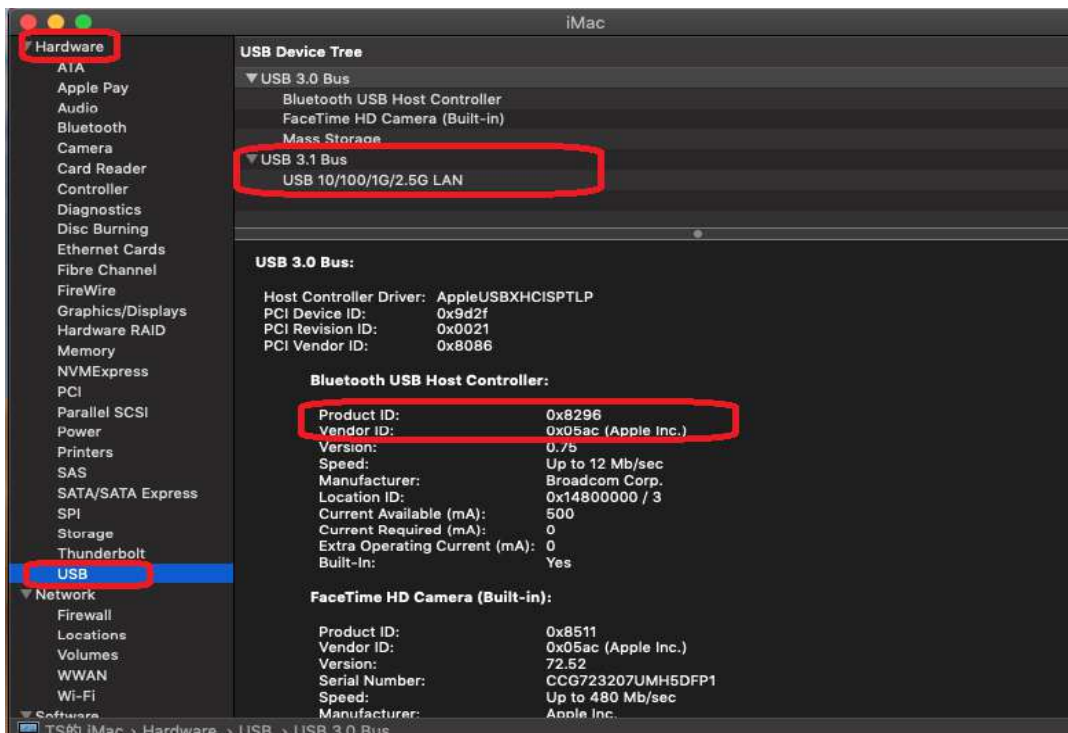 iMac
Hardware
ATA
Apple Pay
Audio
Bluetooth
Camera
Card Reader
Controller
Diagnostics
Disc Burning
Ethernet Cards
Fibre Channel
FireWire
Graphics/Displays
Hardware RAID
Memory
NVMExpress
PCI
Parallel SCSI
Power
Printers
SAS
SATA/SATA Express
SPI
Storage
Thunderbolt
USB
Network
Firewall
Locations
Volumes
WWAN
Wi-Fi
Software
USB Device Tree
USB 3.0 Bus
Bluetooth USB Host Controller
FaceTime HD Camera (Built-in)
Mass Storage
USB 3.1 Bus
USB 10/100/1G/2.5G LAN
USB 3.0 Bus:
Host Controller Driver: AppleUSBXHCISPTLP
PCI Device ID: 0x9d2f
PCI Revision ID: 0x0021
PCI Vendor ID: 0x8086
Bluetooth USB Host Controller:
Product ID: 0x8296
Vendor ID: 0x05ac (Apple Inc.)
Version: 0.75
Speed: Up to 12 Mb/sec
Manufacturer: Broadcom Corp.
Location ID: 0x14800000 / 3
Current Available (mA): 500
Current Required (mA): 0
Extra Operating Current (mA): 0
Built-In: Yes
FaceTime HD Camera (Built-in):
Product ID: 0x8511
Vendor ID: 0x05ac (Apple Inc.)
Version: 72.52
Serial Number: CCG723207UMH5DFP1
Speed: Up to 480 Mb/sec
Manufacturer: Apple Inc.
TS的 iMac › Hardware › USB › USB 3.0 Bus